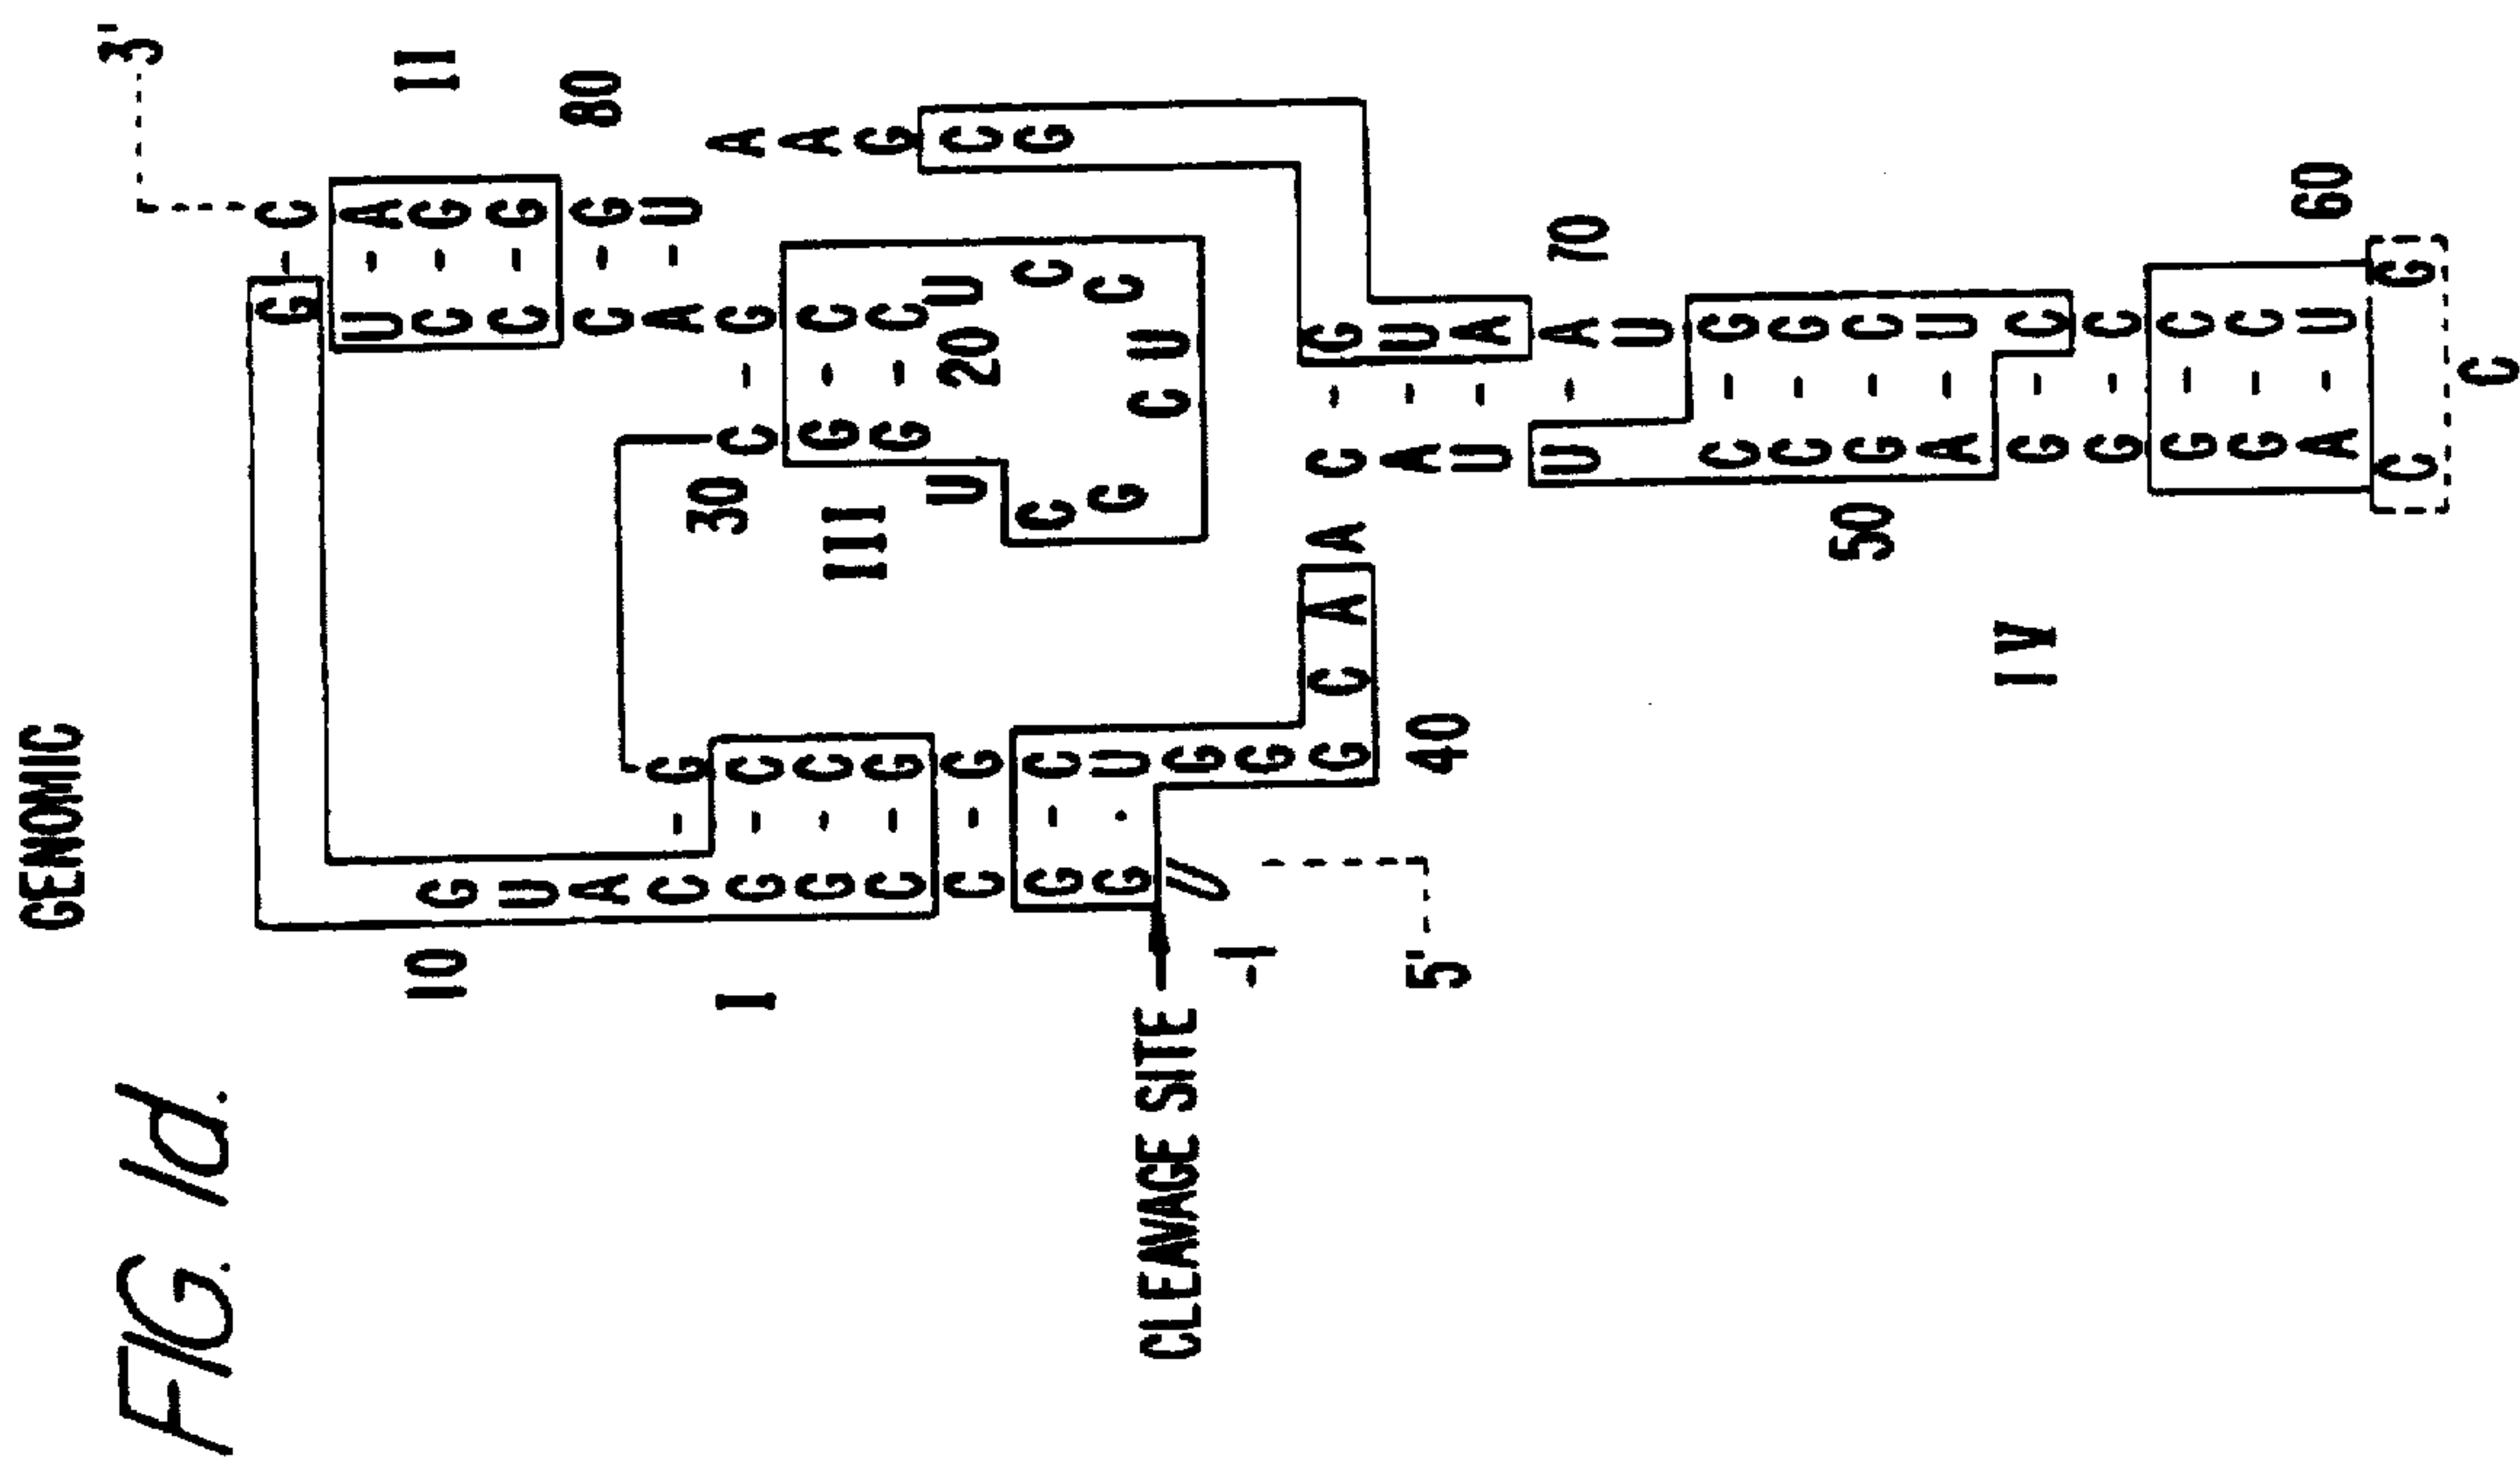 GENOMIC
3'
FIG. 1d.
G - C
U - A
10 G C - G II
U C - G
A C - G 80
C - G A - U
I G - C 30 C - G A
G - C III G - C A
C - G G - C G
C - G U 20 U C
G - C C C G
G · U G C
CLEAVAGE SITE U G C U
-1 G
G C A A C - G
5' 40 A - U
U - A
U - A 70
U
C - G
C - G
50 G - C
A - U
IV G - C
G - C
G - C
G - C
A - U 60
C G
C